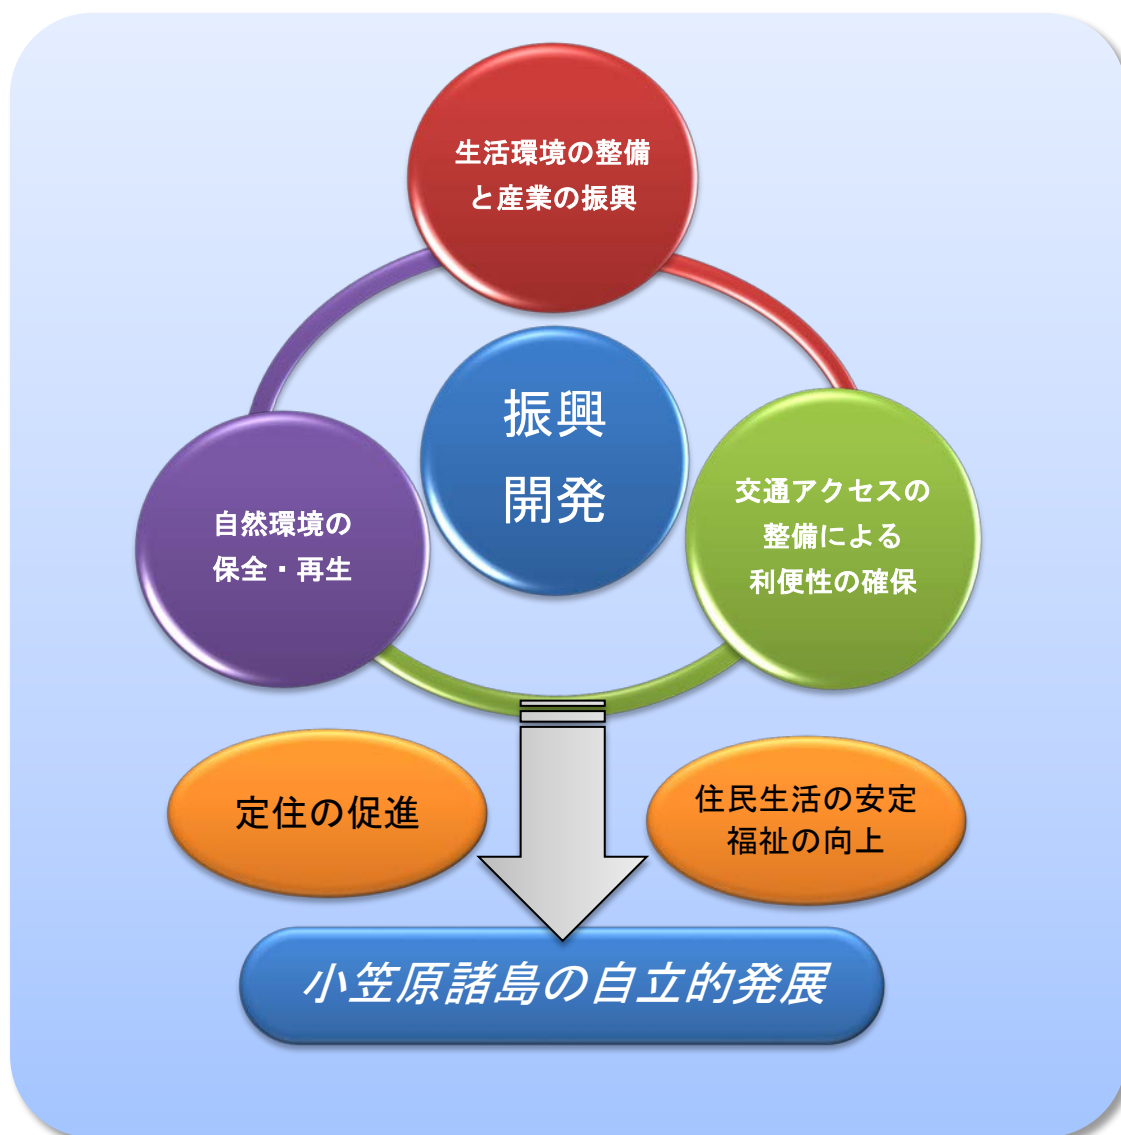 生活環境の整備
と産業の振興
振興
開発
自然環境の
保全・再生
交通アクセスの
整備による
利便性の確保
定住の促進
住民生活の安定
福祉の向上
小笠原諸島の自立的発展